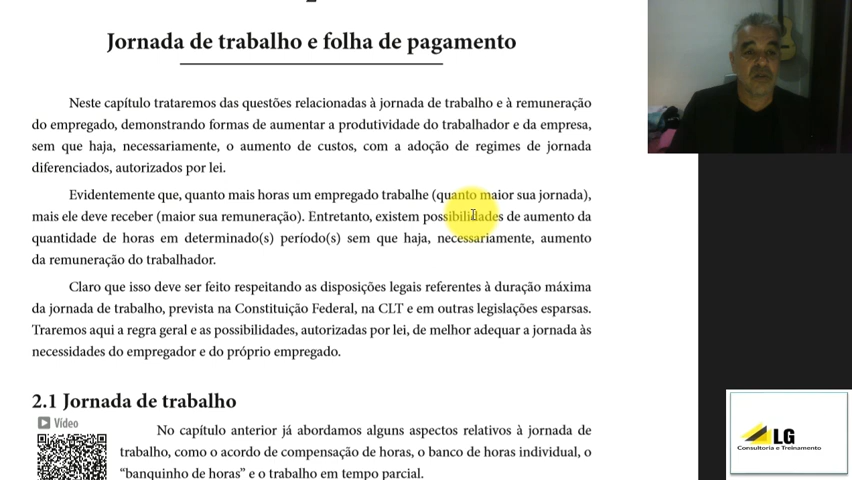 Jornada de trabalho e folha de pagamento
Neste capítulo trataremos das questões relacionadas à jornada de trabalho e à remuneração
do empregado, demonstrando formas de aumentar a produtividade do trabalhador e da empresa,
sem que haja, necessariamente, o aumento de custos, com a adoção de regimes de jornada
diferenciados, autorizados por lei.
Evidentemente que, quanto mais horas um empregado trabalhe (quanto maior sua jornada),
mais ele deve receber (maior sua remuneração). Entretanto, existem possibilidades de aumento da
quantidade de horas em determinado(s) período(s) sem que haja, necessariamente, aumento
da remuneração do trabalhador.
Claro que isso deve ser feito respeitando as disposições legais referentes à duração máxima
da jornada de trabalho, prevista na Constituição Federal, na CLT e em outras legislações esparsas.
Traremos aqui a regra geral e as possibilidades, autorizadas por lei, de melhor adequar a jornada às
necessidades do empregador e do próprio empregado.
2.1 Jornada de trabalho
Vídeo
No capítulo anterior já abordamos alguns aspectos relativos à jornada de
trabalho, como o acordo de compensação de horas, o banco de horas individual, o
“banquinho de horas” e o trabalho em tempo parcial.
LG
Consultoria e Treinamento